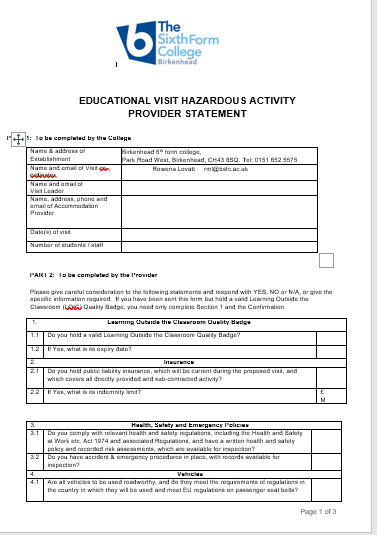 6
The
SixthForm
College
Birkenhead
EDUCATIONAL VISIT HAZARDOUS ACTIVITY
PROVIDER STATEMENT
1: To be completed by the College
Name & address of
Establishment
Birkenhead 6th form college,
Park Road West, Birkenhead, CH43 8SQ. Tel: 0151 652 5575
Name and email of Visit co-
ordinator
Rowena Lovatt rml@bsfc.ac.uk
Name and email of
Visit Leader
Name, address, phone and
email of Accommodation
Provider
Date(s) of visit
Number of students / staff
PART 2: To be completed by the Provider
Please give careful consideration to the following statements and respond with YES, NO or N/A, or give the
specific information required. If you have been sent this form but hold a valid Learning Outside the
Classroom (LOtC) Quality Badge, you need only complete Section 1 and the Confirmation.
1. Learning Outside the Classroom Quality Badge
1.1 Do you hold a valid Learning Outside the Classroom Quality Badge?
1.2 If Yes, what is its expiry date?
2. Insurance
2.1 Do you hold public liability insurance, which will be current during the proposed visit, and
which covers all directly provided and sub-contracted activity?
2.2 If Yes, what is its indemnity limit? £
M
3. Health, Safety and Emergency Policies
3.1 Do you comply with relevant health and safety regulations, including the Health and Safety
at Work etc. Act 1974 and associated Regulations, and have a written health and safety
policy and recorded risk assessments, which are available for inspection?
3.2 Do you have accident & emergency procedures in place, with records available for
inspection?
4. Vehicles
4.1 Are all vehicles to be used roadworthy, and do they meet the requirements of regulations in
the country in which they will be used and meet EU regulations on passenger seat belts?
Page 1 of 3